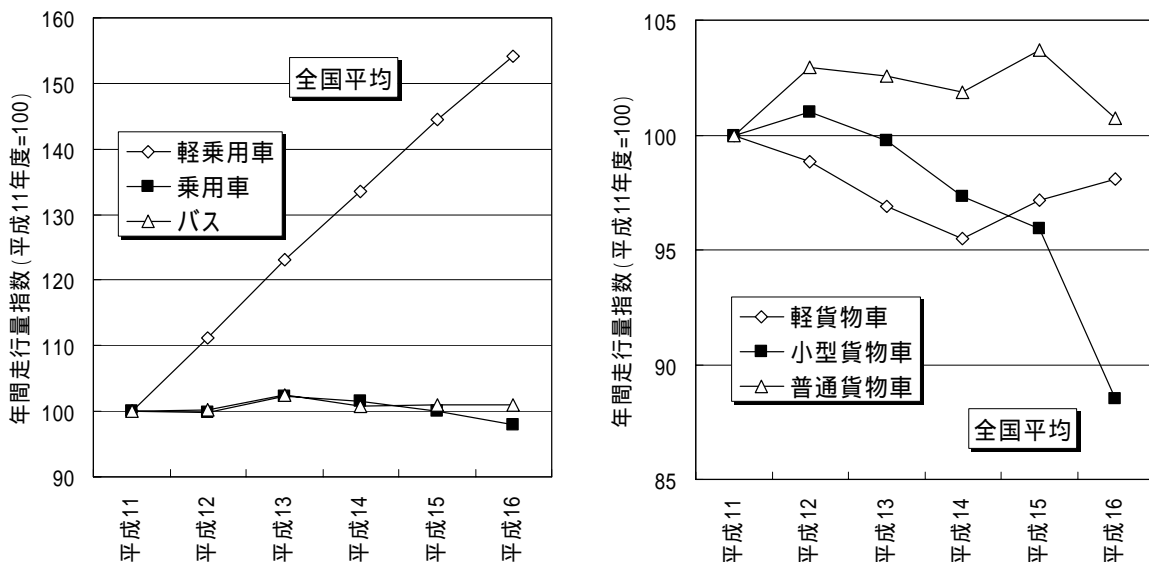 年間走行量指数(平成11年度=100)
160
150
140
130
120
110
100
90
全国平均
軽乗用車
乗用車
バス
平成11
平成12
平成13
平成14
平成15
平成16
年間走行量指数(平成11年度=100)
105
100
95
90
85
軽貨物車
小型貨物車
普通貨物車
全国平均
平成11
平成12
平成13
平成14
平成15
平成16